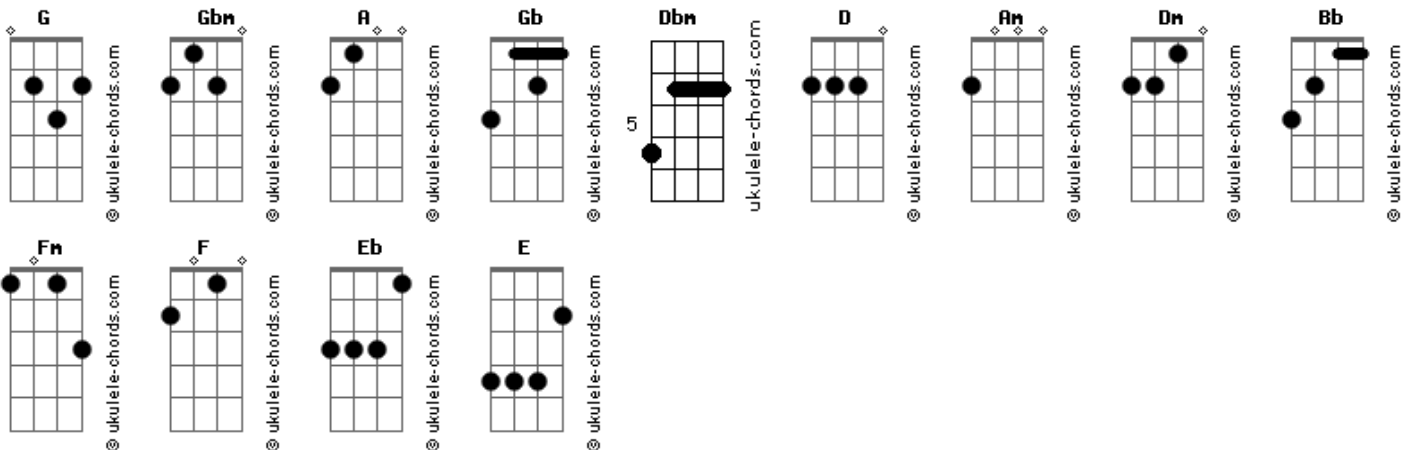 G Gbm A Gb Dbm D Am Dm Bb
© ukulele-chords.com © ukulele-chords.com © ukulele-chords.com © ukulele-chords.com ukulele-chords.com © ukulele-chords.com © ukulele-chords.com © ukulele-chords.com © ukulele-chords.com
5
Fm F Eb E
© ukulele-chords.com © ukulele-chords.com © ukulele-chords.com © ukulele-chords.com